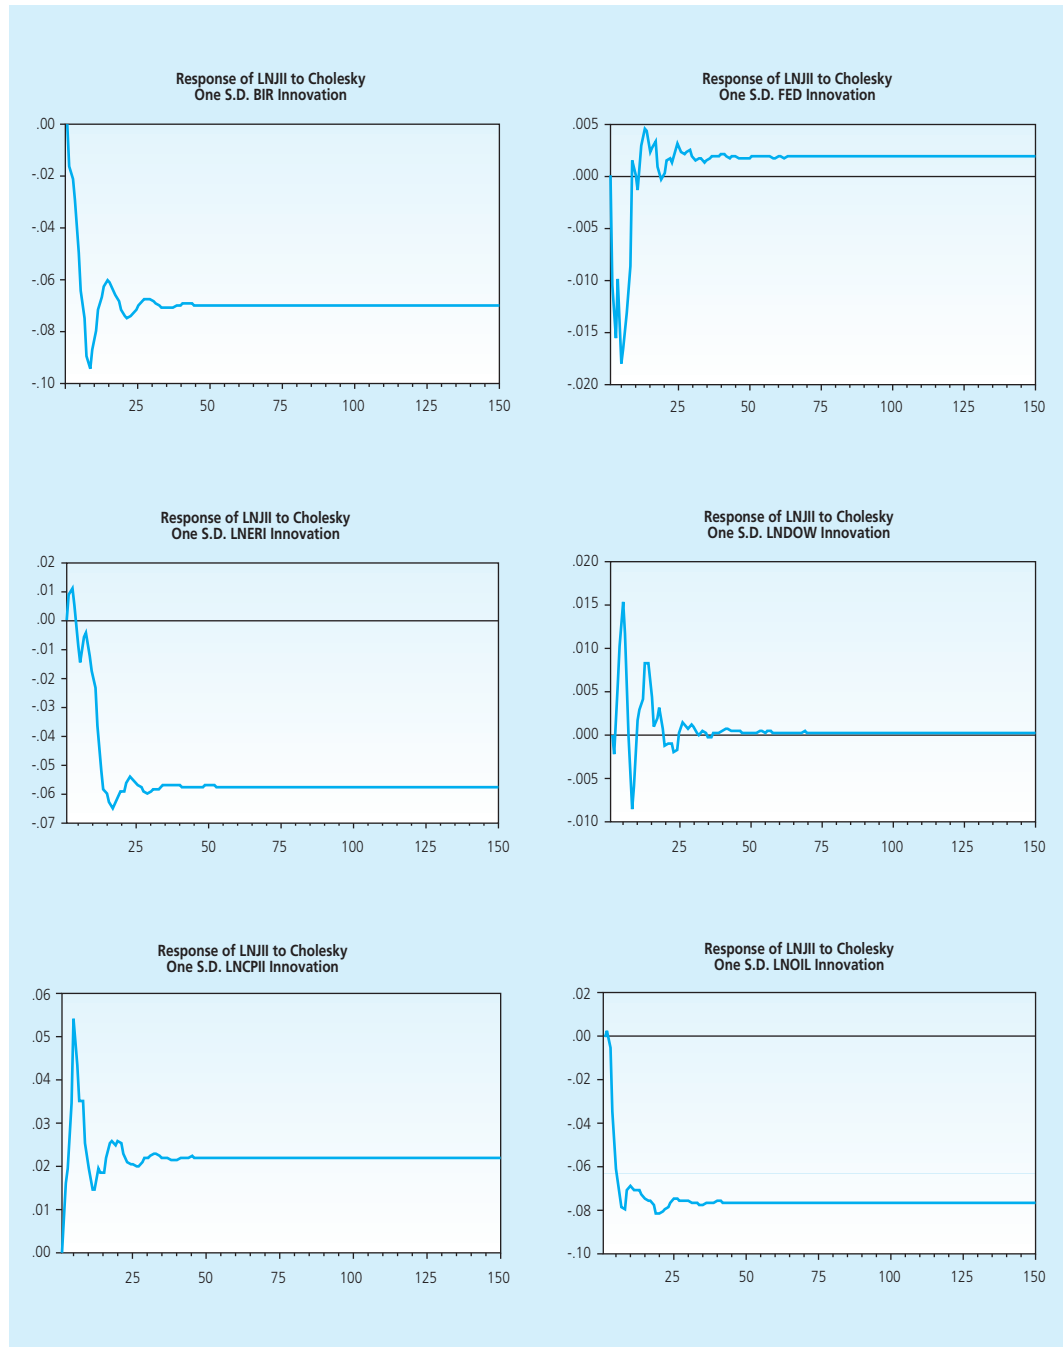 Response of LNJII to Cholesky
One S.D. BIR Innovation
.00
-.02
-.04
-.06
-.08
-.10
25 50 75 100 125 150
Response of LNJII to Cholesky
One S.D. FED Innovation
.005
.000
-.005
-.010
-.015
-.020
25 50 75 100 125 150
Response of LNJII to Cholesky
One S.D. LNERI Innovation
.02
.01
.00
-.01
-.02
-.03
-.04
-.05
-.06
-.07
25 50 75 100 125 150
Response of LNJII to Cholesky
One S.D. LNDOW Innovation
.020
.015
.010
.005
.000
-.005
-.010
25 50 75 100 125 150
Response of LNJII to Cholesky
One S.D. LNCPII Innovation
.06
.05
.04
.03
.02
.01
.00
25 50 75 100 125 150
Response of LNJII to Cholesky
One S.D. LNOIL Innovation
.02
.00
-.02
-.04
-.06
-.08
-.10
25 50 75 100 125 150